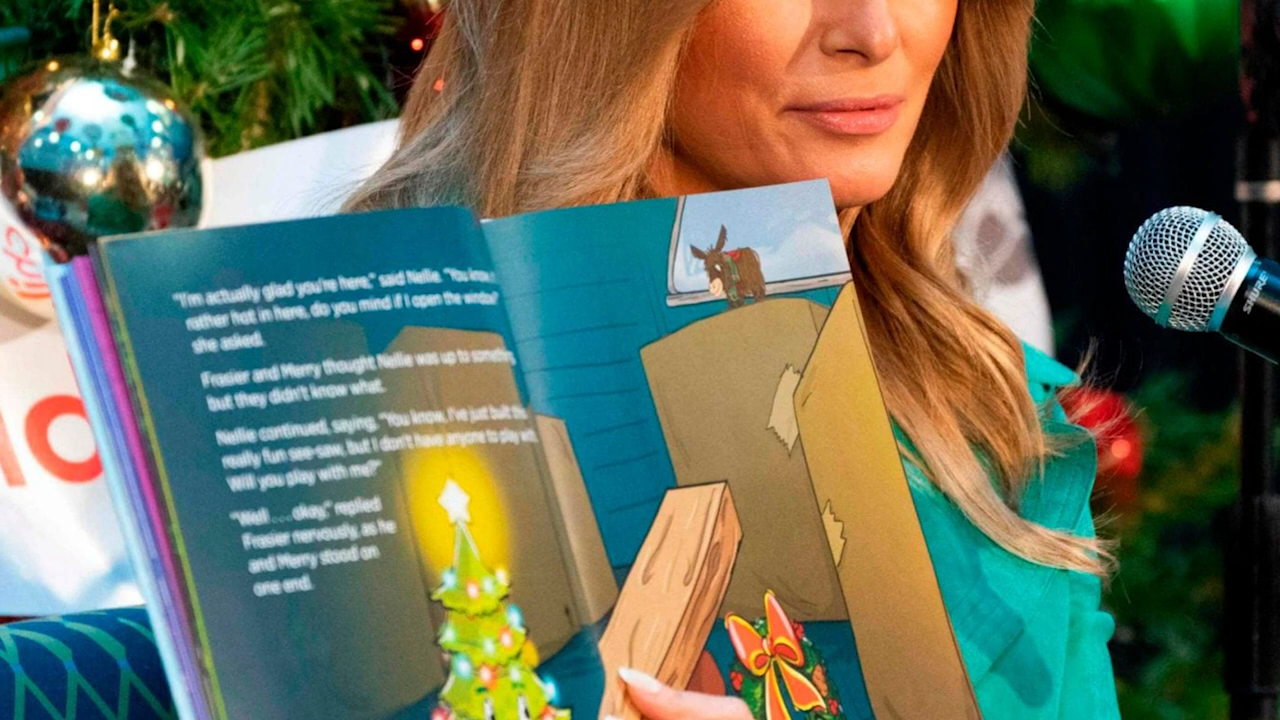 "I'm actually glad you're here," said Nellie. "You know,
rather hot in here, do you mind if I open the window
she asked.
Frasier and Merry thought Nellie was up to something,
but they didn't know what.
Nellie continued, saying, "You know, I've just built this
really fun see-saw, but I don't have anyone to play with.
Will you play with me?"
"Well . . . okay," replied
Frasier nervously, as he
and Merry stood on
one end.
SHURE